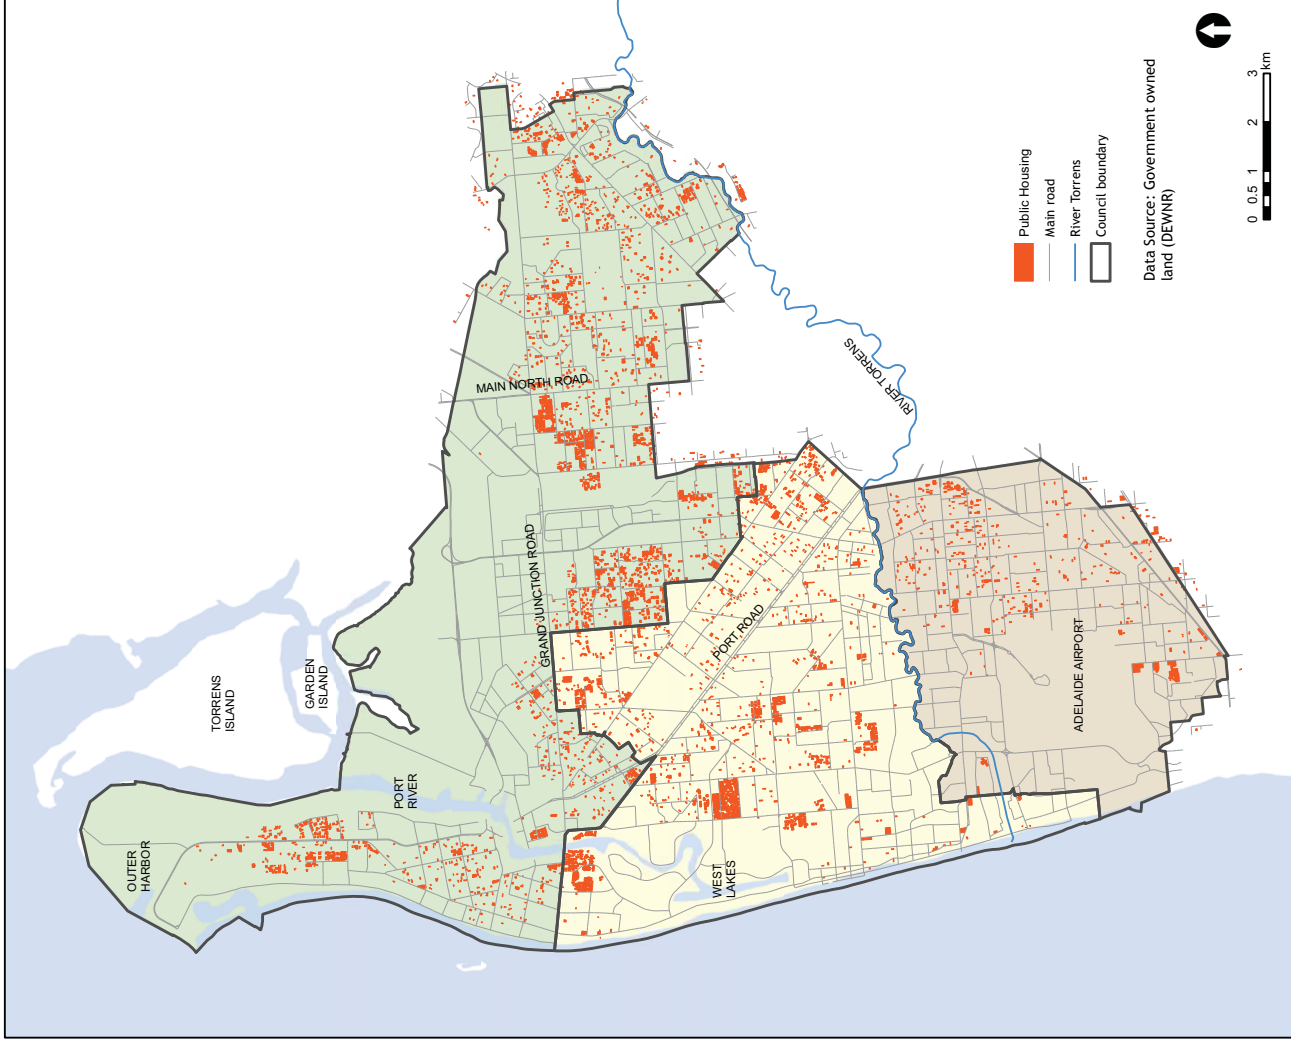 OUTER
HARBOR
TORRENS
ISLAND
GARDEN
ISLAND
PORT
RIVER
MAIN NORTH ROAD
GRAND JUNCTION ROAD
PORT ROAD
RIVER TORRENS
WEST
LAKES
ADELAIDE AIRPORT
Public Housing
Main road
River Torrens
Council boundary
Data Source: Government owned
land (DEWNR)
0 0.5 1 2 3
km